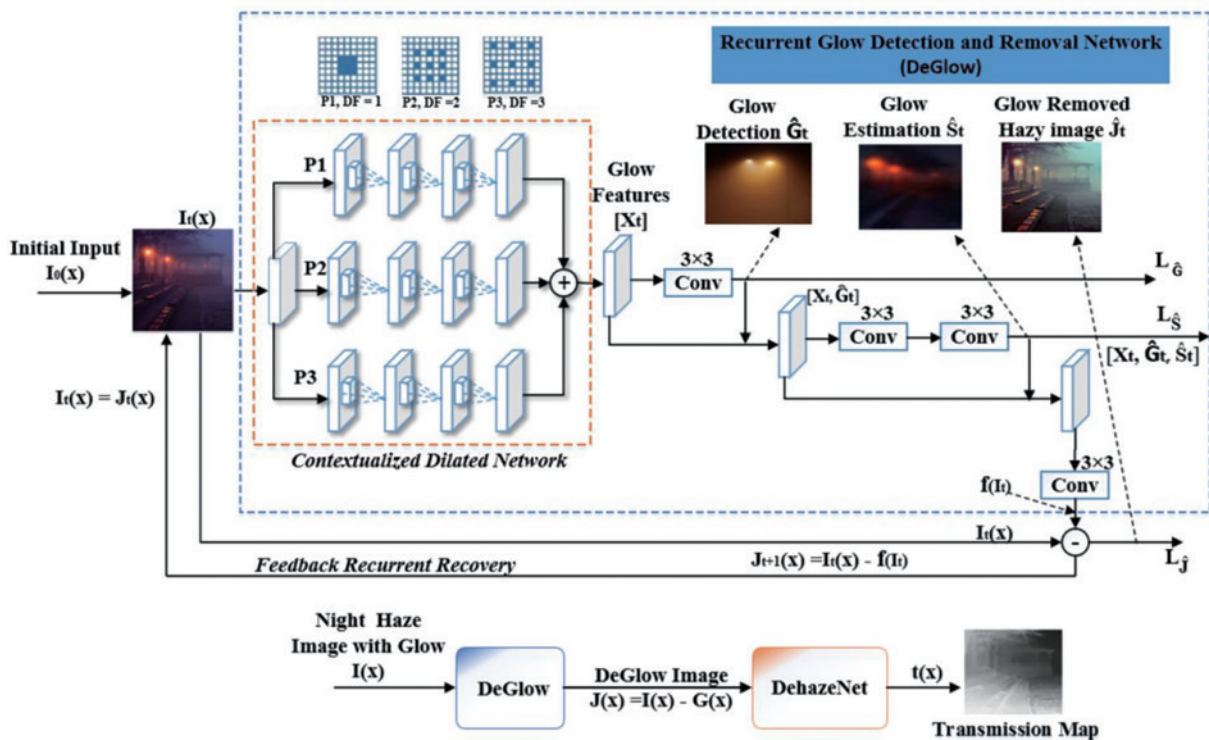 Recurrent Glow Detection and Removal Network
(DeGlow)
P1, DF = 1
P2, DF =2
P3, DF =3
Glow
Detection Ĝt
Glow
Estimation Ŝt
Glow Removed
Hazy image Ĵt
P1
Glow
Features
[Xt]
It(x)
Initial Input
I0(x)
P2
3×3
Conv
L Ĝ
[Xt, Ĝt]
3×3
Conv
3×3
Conv
LŜ
[Xt, Ĝt, Ŝt]
P3
It(x) = Jt(x)
Contextualized Dilated Network
3×3
Conv
f(It)
It(x)
-
+
LĴ
Feedback Recurrent Recovery
Jt+1(x) =It(x) - f(It)
Night Haze
Image with Glow
I(x)
DeGlow
DeGlow Image
J(x) =I(x) - G(x)
DehazeNet
t(x)
Transmission Map